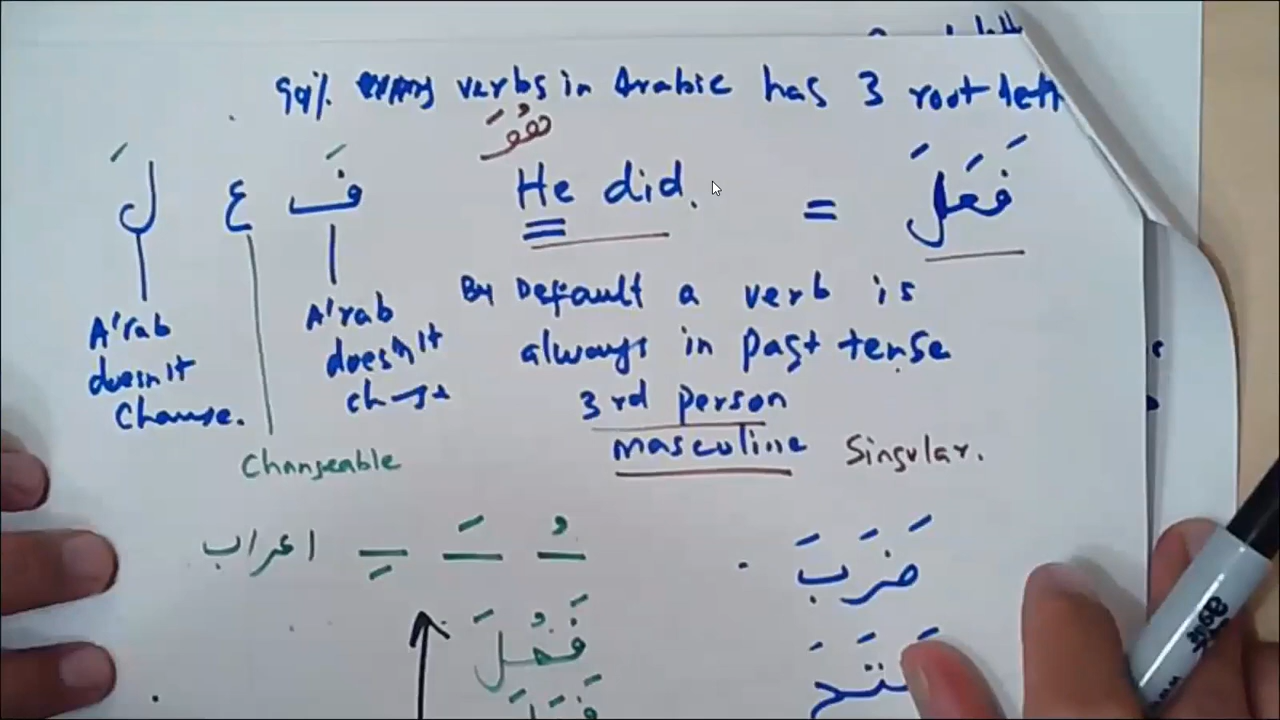 99% verbs in Arabic has 3 root lett
هُوَ
فَ ع لَ
He did. = فَعَلَ
A'rab doesn't change.
A'rab doesn't change
Changeable
By Default a verb is
always in past tense
3rd person
masculine Singular.
اعراب
ضَرَبَ
فَعُلَ